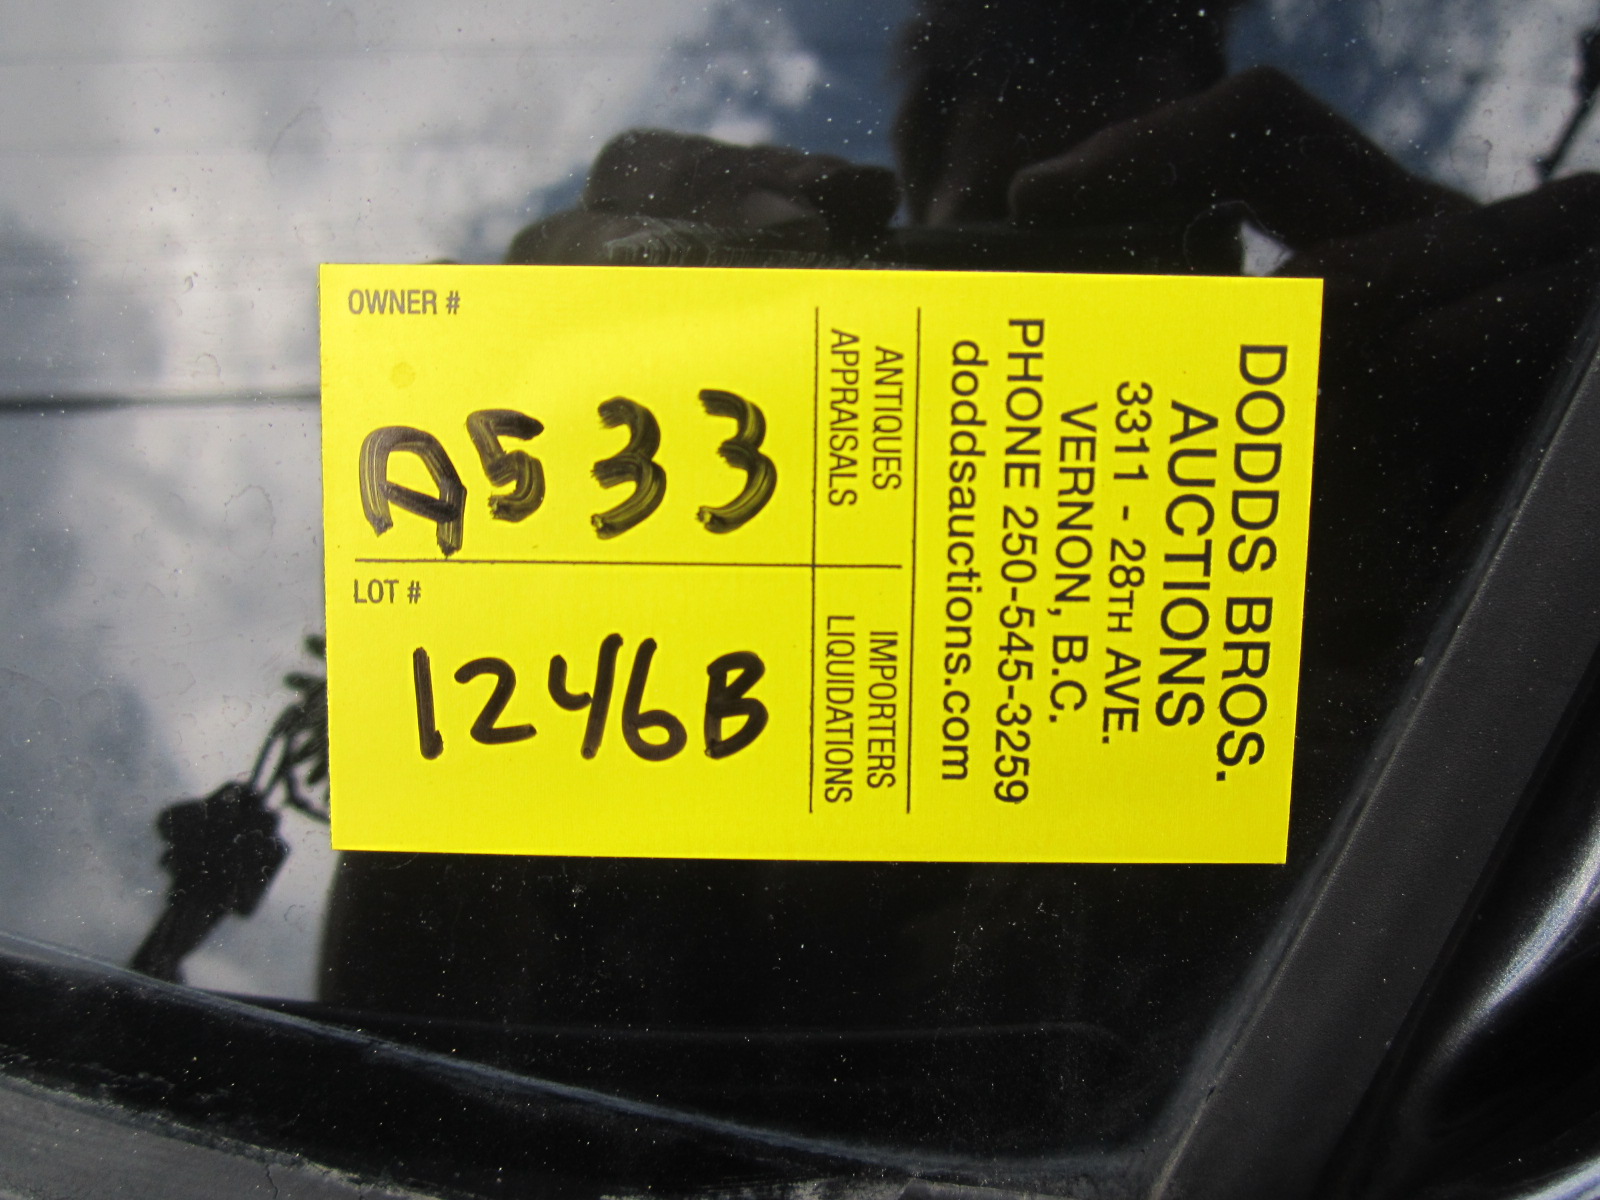 DODDS BROS.
AUCTIONS
3311 - 28TH AVE.
VERNON, B.C.
PHONE 250-545-3259
doddsauctions.com
ANTIQUES
APPRAISALS
IMPORTERS
LIQUIDATIONS
OWNER #
A533
LOT #
1246B